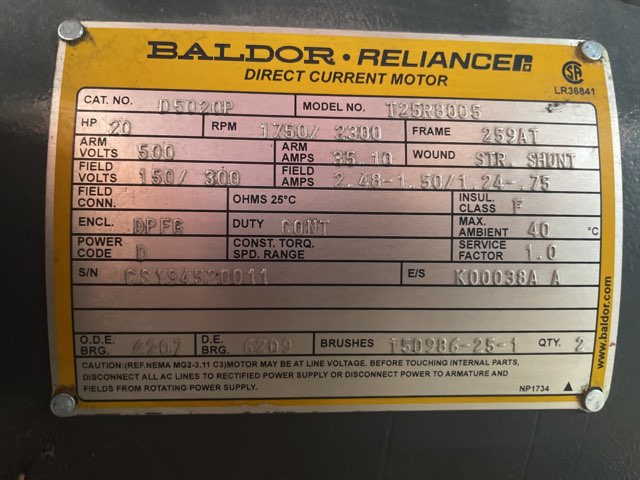 BALDOR • RELIANCE
DIRECT CURRENT MOTOR
LR36841
CAT. NO. D5020P MODEL NO. T25R8005
HP 20 RPM 1750/ 2300 FRAME 259AT
ARM VOLTS 500 ARM AMPS 35.10 WOUND STR. SHUNT
FIELD VOLTS 150/ 300 FIELD AMPS 2.48-1.50/1.24-.75
FIELD CONN. OHMS 25°C INSUL. CLASS F
ENCL. DPFG DUTY CONT MAX. AMBIENT 40 °C
POWER CODE D CONST. TORQ. SPD. RANGE SERVICE FACTOR 1.0
S/N CS194520011 E/S K00038A A
O.D.E. BRG. 6207 D.E. BRG. 6209 BRUSHES 150986-25-1 QTY. 2
CAUTION:(REF.NEMA MG2-3.11 C3)MOTOR MAY BE AT LINE VOLTAGE. BEFORE TOUCHING INTERNAL PARTS,
DISCONNECT ALL AC LINES TO RECTIFIED POWER SUPPLY OR DISCONNECT POWER TO ARMATURE AND
FIELDS FROM ROTATING POWER SUPPLY. NP1734
www.baldor.com